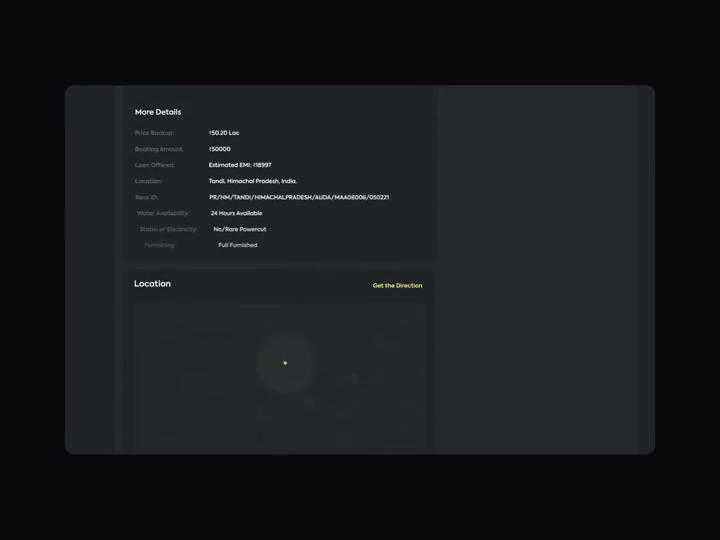 More Details
Price Backup: ₹50.20 Lac
Booking Amount: ₹50000
Loan Offered: Estimated EMI: ₹18997
Location: Tandi, Himachal Pradesh, India.
Rera ID: PR/HM/TANDI/HIMACHALPRADESH/AUDA/MAA08006/050221
Water Availability: 24 Hours Available
Status of Electricity: No/Rare Powercut
Furnishing: Full Furnished
Location Get the Direction